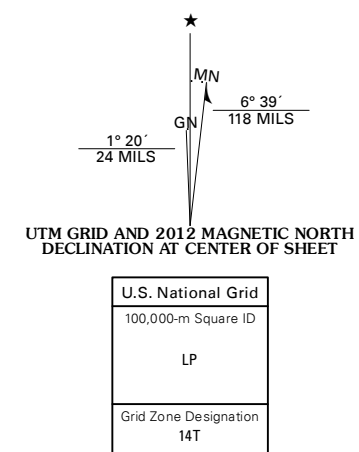 ★
MN
GN
6° 39´
118 MILS
1° 20´
24 MILS
UTM GRID AND 2012 MAGNETIC NORTH
DECLINATION AT CENTER OF SHEET
U.S. National Grid
100,000-m Square ID
LP
Grid Zone Designation
14T